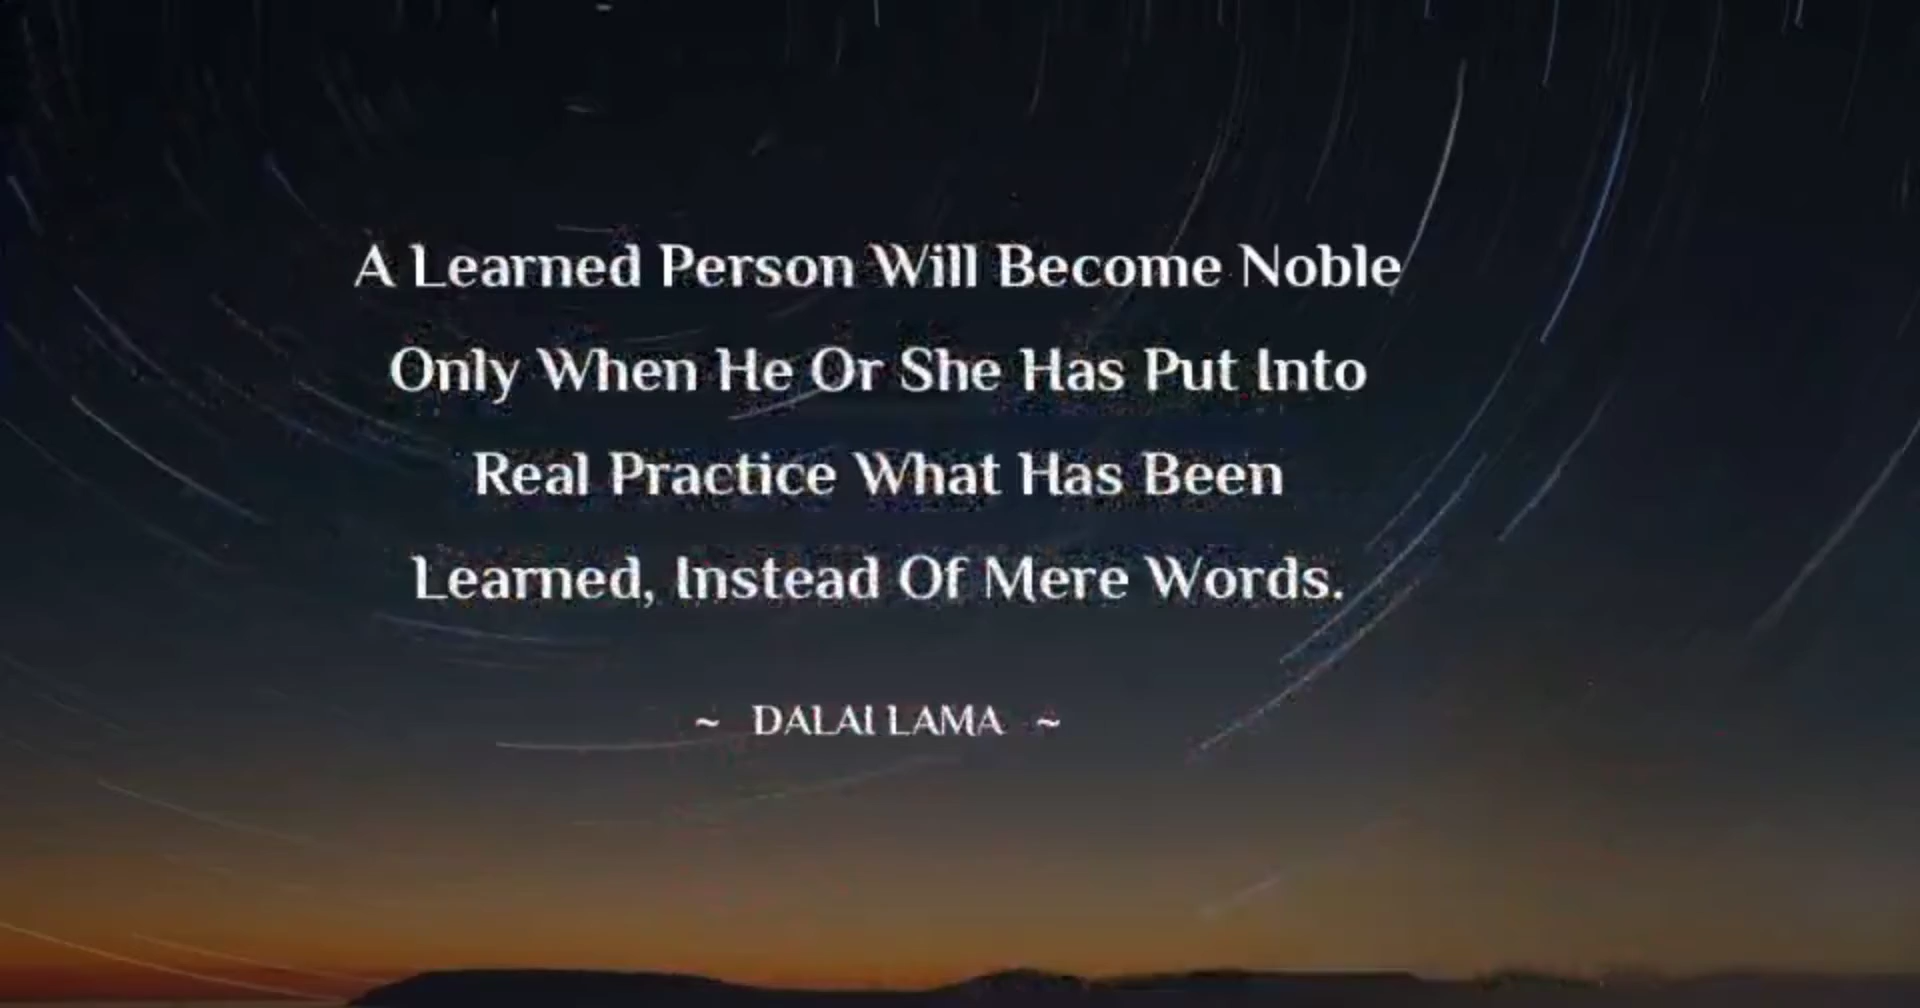 A Learned Person Will Become Noble
Only When He Or She Has Put Into
Real Practice What Has Been
Learned, Instead Of Mere Words.
~ DALAI LAMA ~